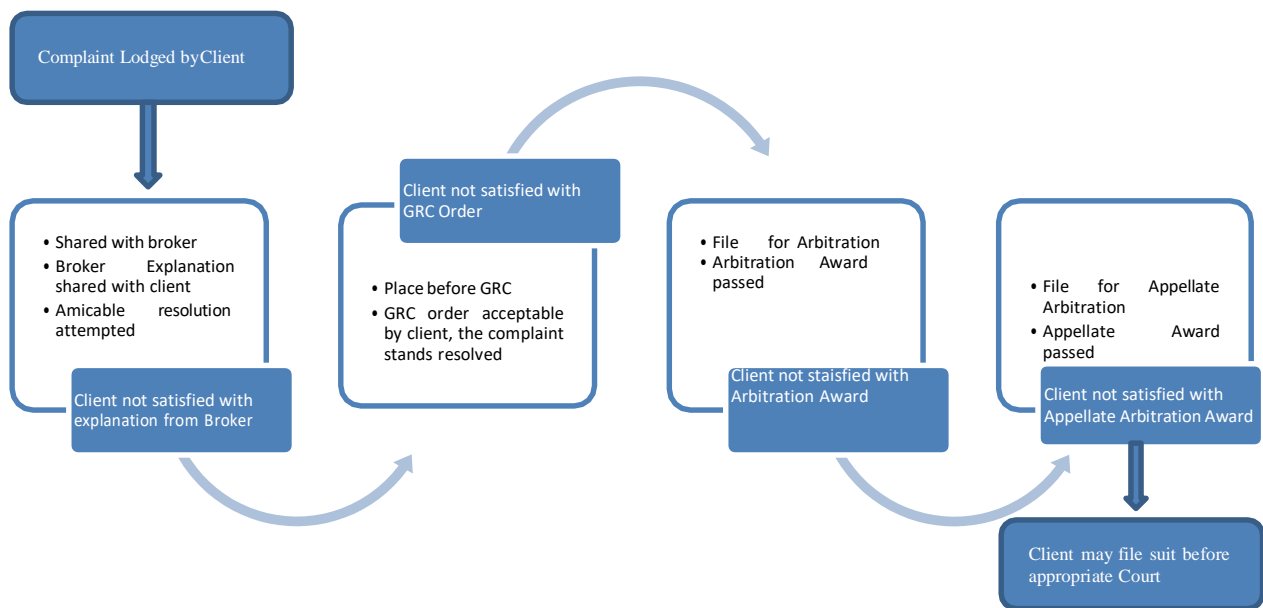 Complaint Lodged byClient
• Shared with broker
• Broker Explanation
shared with client
• Amicable resolution
attempted
Client not satisfied with
explanation from Broker
Client not satisfied with
GRC Order
• Place before GRC
• GRC order acceptable
by client, the complaint
stands resolved
• File for Arbitration
• Arbitration Award
passed
Client not staisfied with
Arbitration Award
• File for Appellate
Arbitration
• Appellate Award
passed
Client not satisfied with
Appellate Arbitration Award
Client may file suit before
appropriate Court